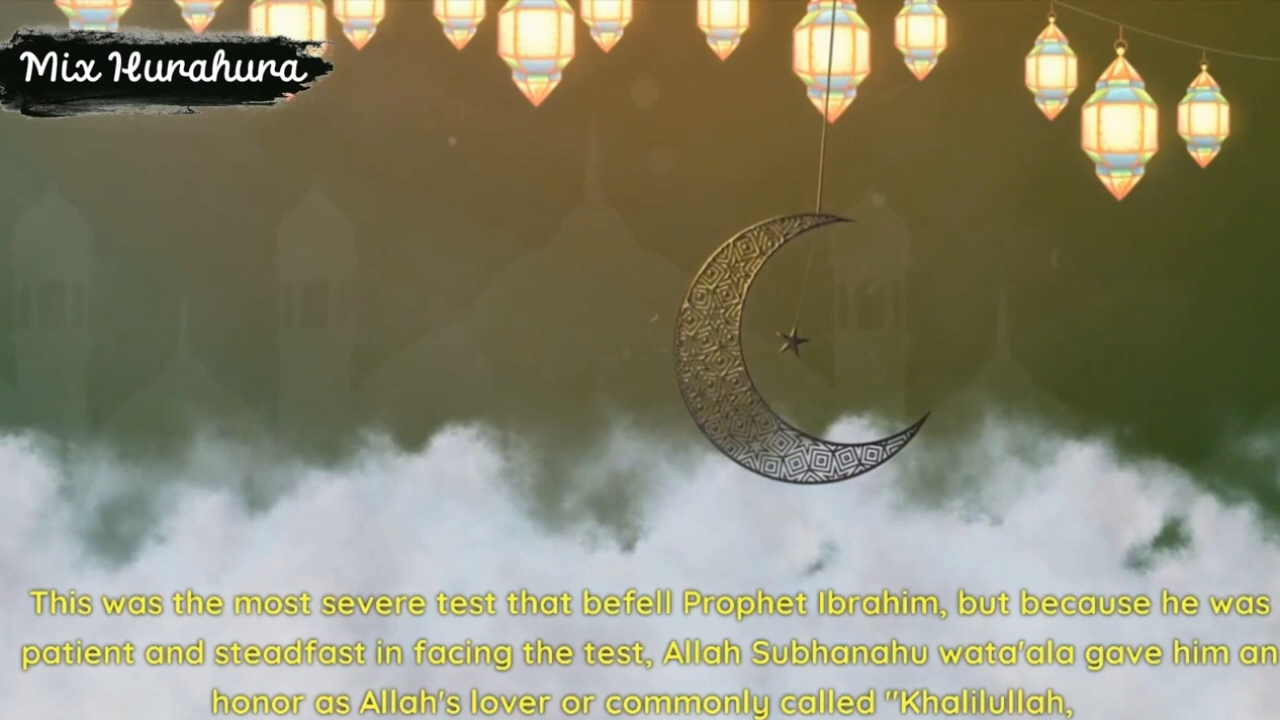 Mix Hurahura
This was the most severe test that befell Prophet Ibrahim, but because he was
patient and steadfast in facing the test, Allah Subhanahu wata'ala gave him an
honor as Allah's lover or commonly called "Khalilullah,